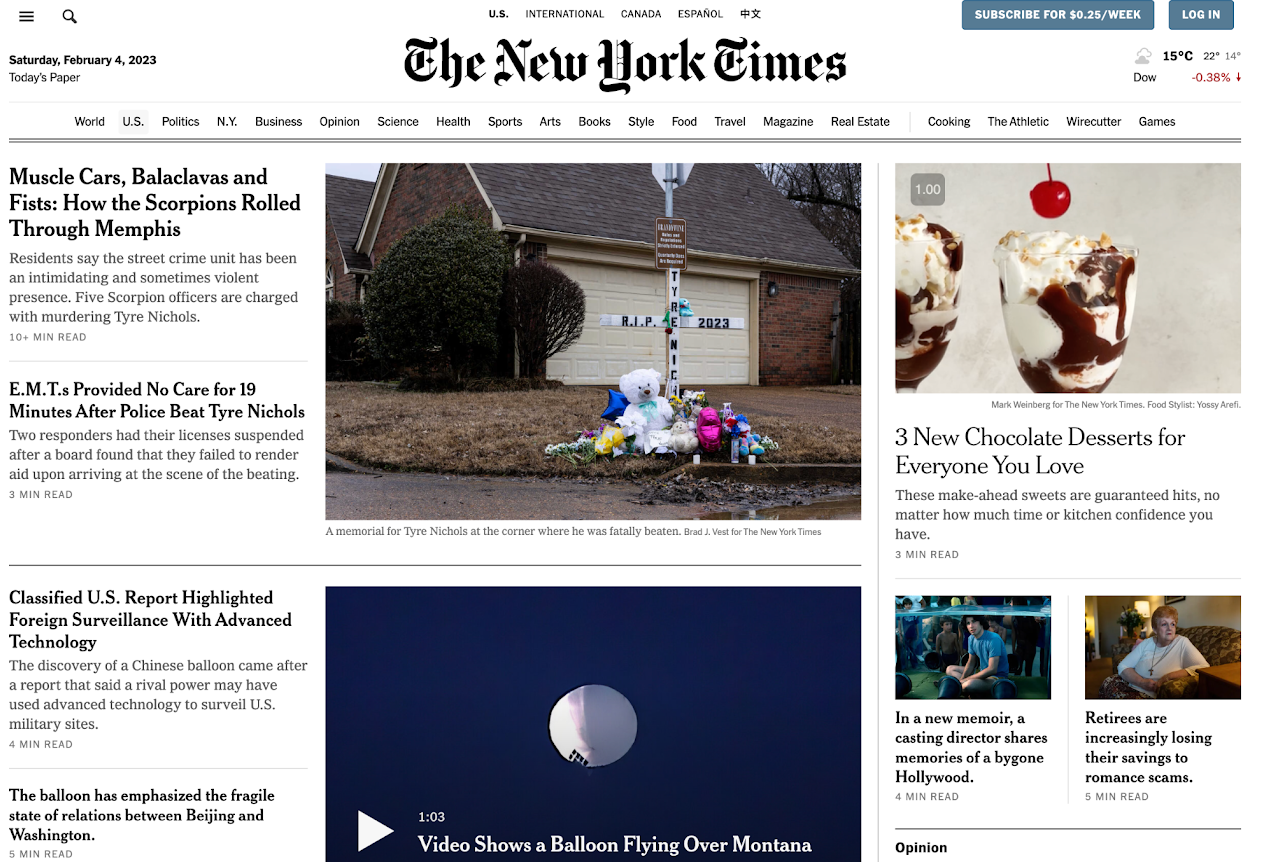 U.S. INTERNATIONAL CANADA ESPAÑOL 中文
SUBSCRIBE FOR $0.25/WEEK
LOG IN
Saturday, February 4, 2023
Today's Paper
The New York Times
15°C 22° 14°
Dow -0.38% ↓
World U.S. Politics N.Y. Business Opinion Science Health Sports Arts Books Style Food Travel Magazine Real Estate Cooking The Athletic Wirecutter Games
Muscle Cars, Balaclavas and
Fists: How the Scorpions Rolled
Through Memphis
Residents say the street crime unit has been
an intimidating and sometimes violent
presence. Five Scorpion officers are charged
with murdering Tyre Nichols.
10+ MIN READ
E.M.T.s Provided No Care for 19
Minutes After Police Beat Tyre Nichols
Two responders had their licenses suspended
after a board found that they failed to render
aid upon arriving at the scene of the beating.
3 MIN READ
TYRE NIC
R.I.P. 2023
A memorial for Tyre Nichols at the corner where he was fatally beaten. Brad J. Vest for The New York Times
Classified U.S. Report Highlighted
Foreign Surveillance With Advanced
Technology
The discovery of a Chinese balloon came after
a report that said a rival power may have
used advanced technology to surveil U.S.
military sites.
4 MIN READ
The balloon has emphasized the fragile
state of relations between Beijing and
Washington.
5 MIN READ
1:03
Video Shows a Balloon Flying Over Montana
1.00
Mark Weinberg for The New York Times. Food Stylist: Yossy Arefi.
3 New Chocolate Desserts for
Everyone You Love
These make-ahead sweets are guaranteed hits, no
matter how much time or kitchen confidence you
have.
3 MIN READ
In a new memoir, a
casting director shares
memories of a bygone
Hollywood.
4 MIN READ
Retirees are
increasingly losing
their savings to
romance scams.
5 MIN READ
Opinion